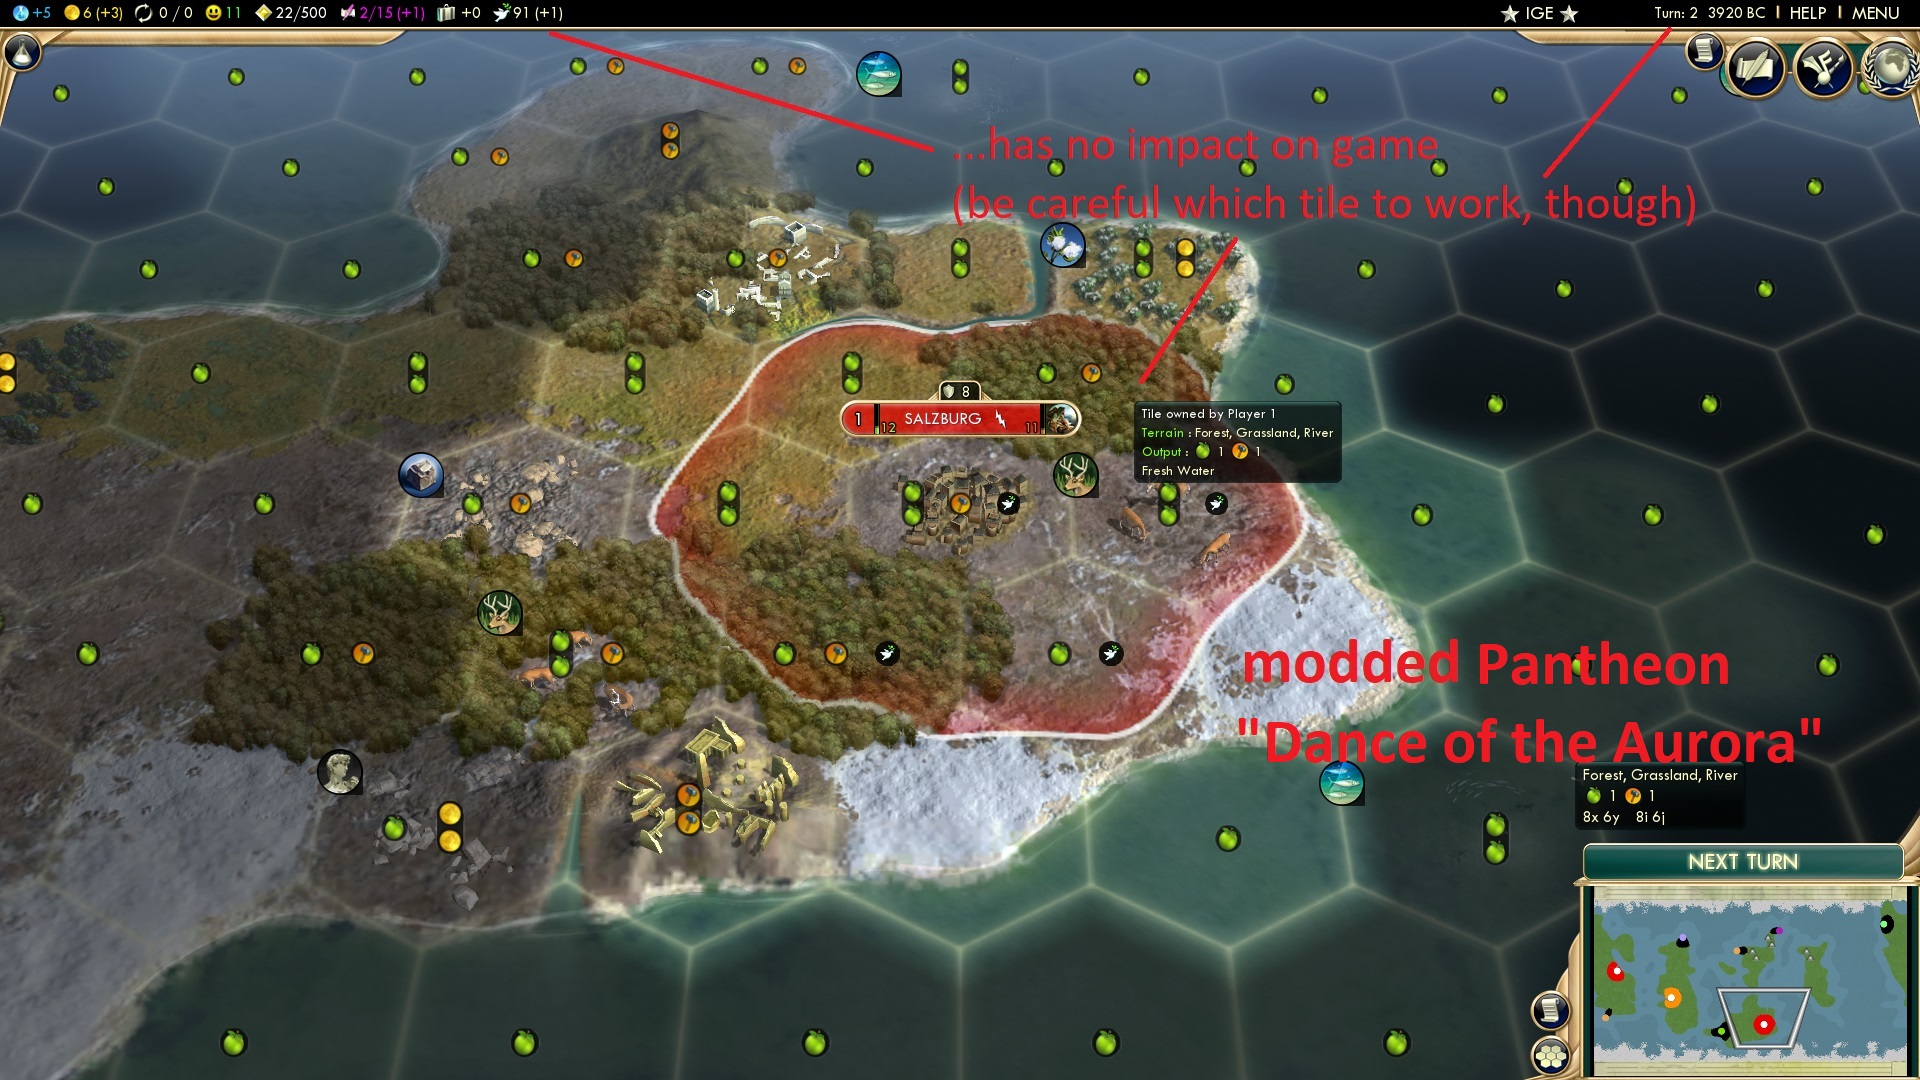 +5 6 (+3) 0 / 0 11 22/500 2/15 (+1) +0 91 (+1) IGE Turn: 2 3920 BC HELP MENU
...has no impact on game
(be careful which tile to work, though)
8
1 12 SALZBURG 11
Tile owned by Player 1
Terrain : Forest, Grassland, River
Output : 1 1
Fresh Water
modded Pantheon
"Dance of the Aurora"
Forest, Grassland, River
1 1
8x 6y 8i 6j
NEXT TURN